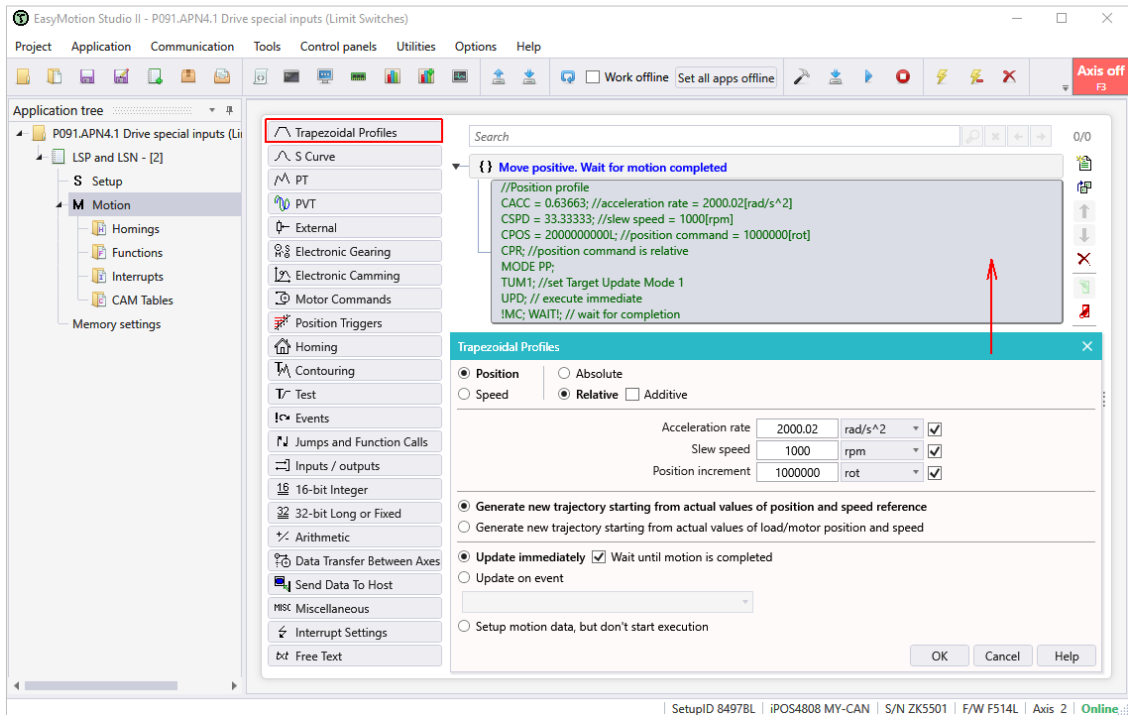 EasyMotion Studio II - P091.APN4.1 Drive special inputs (Limit Switches)
Project Application Communication Tools Control panels Utilities Options Help
Work offline Set all apps offline
Axis off
F3
Application tree
P091.APN4.1 Drive special inputs (Li
LSP and LSN - [2]
S Setup
M Motion
Homings
Functions
Interrupts
CAM Tables
Memory settings
Trapezoidal Profiles
S Curve
PT
PVT
External
Electronic Gearing
Electronic Camming
Motor Commands
Position Triggers
Homing
Contouring
Test
Events
Jumps and Function Calls
Inputs / outputs
16 16-bit Integer
32 32-bit Long or Fixed
Arithmetic
Data Transfer Between Axes
Send Data To Host
MISC Miscellaneous
Interrupt Settings
txt Free Text
Search
0/0
{} Move positive. Wait for motion completed
//Position profile
CACC = 0.63663; //acceleration rate = 2000.02[rad/s^2]
CSPD = 33.33333; //slew speed = 1000[rpm]
CPOS = 2000000000L; //position command = 1000000[rot]
CPR; //position command is relative
MODE PP;
TUM1; //set Target Update Mode 1
UPD; // execute immediate
!MC; WAIT!; // wait for completion
Trapezoidal Profiles
Position Absolute
Speed Relative Additive
Acceleration rate 2000.02 rad/s^2
Slew speed 1000 rpm
Position increment 1000000 rot
Generate new trajectory starting from actual values of position and speed reference
Generate new trajectory starting from actual values of load/motor position and speed
Update immediately Wait until motion is completed
Update on event
Setup motion data, but don't start execution
OK Cancel Help
SetupID 8497BL iPOS4808 MY-CAN S/N ZK5501 F/W F514L Axis 2 Online